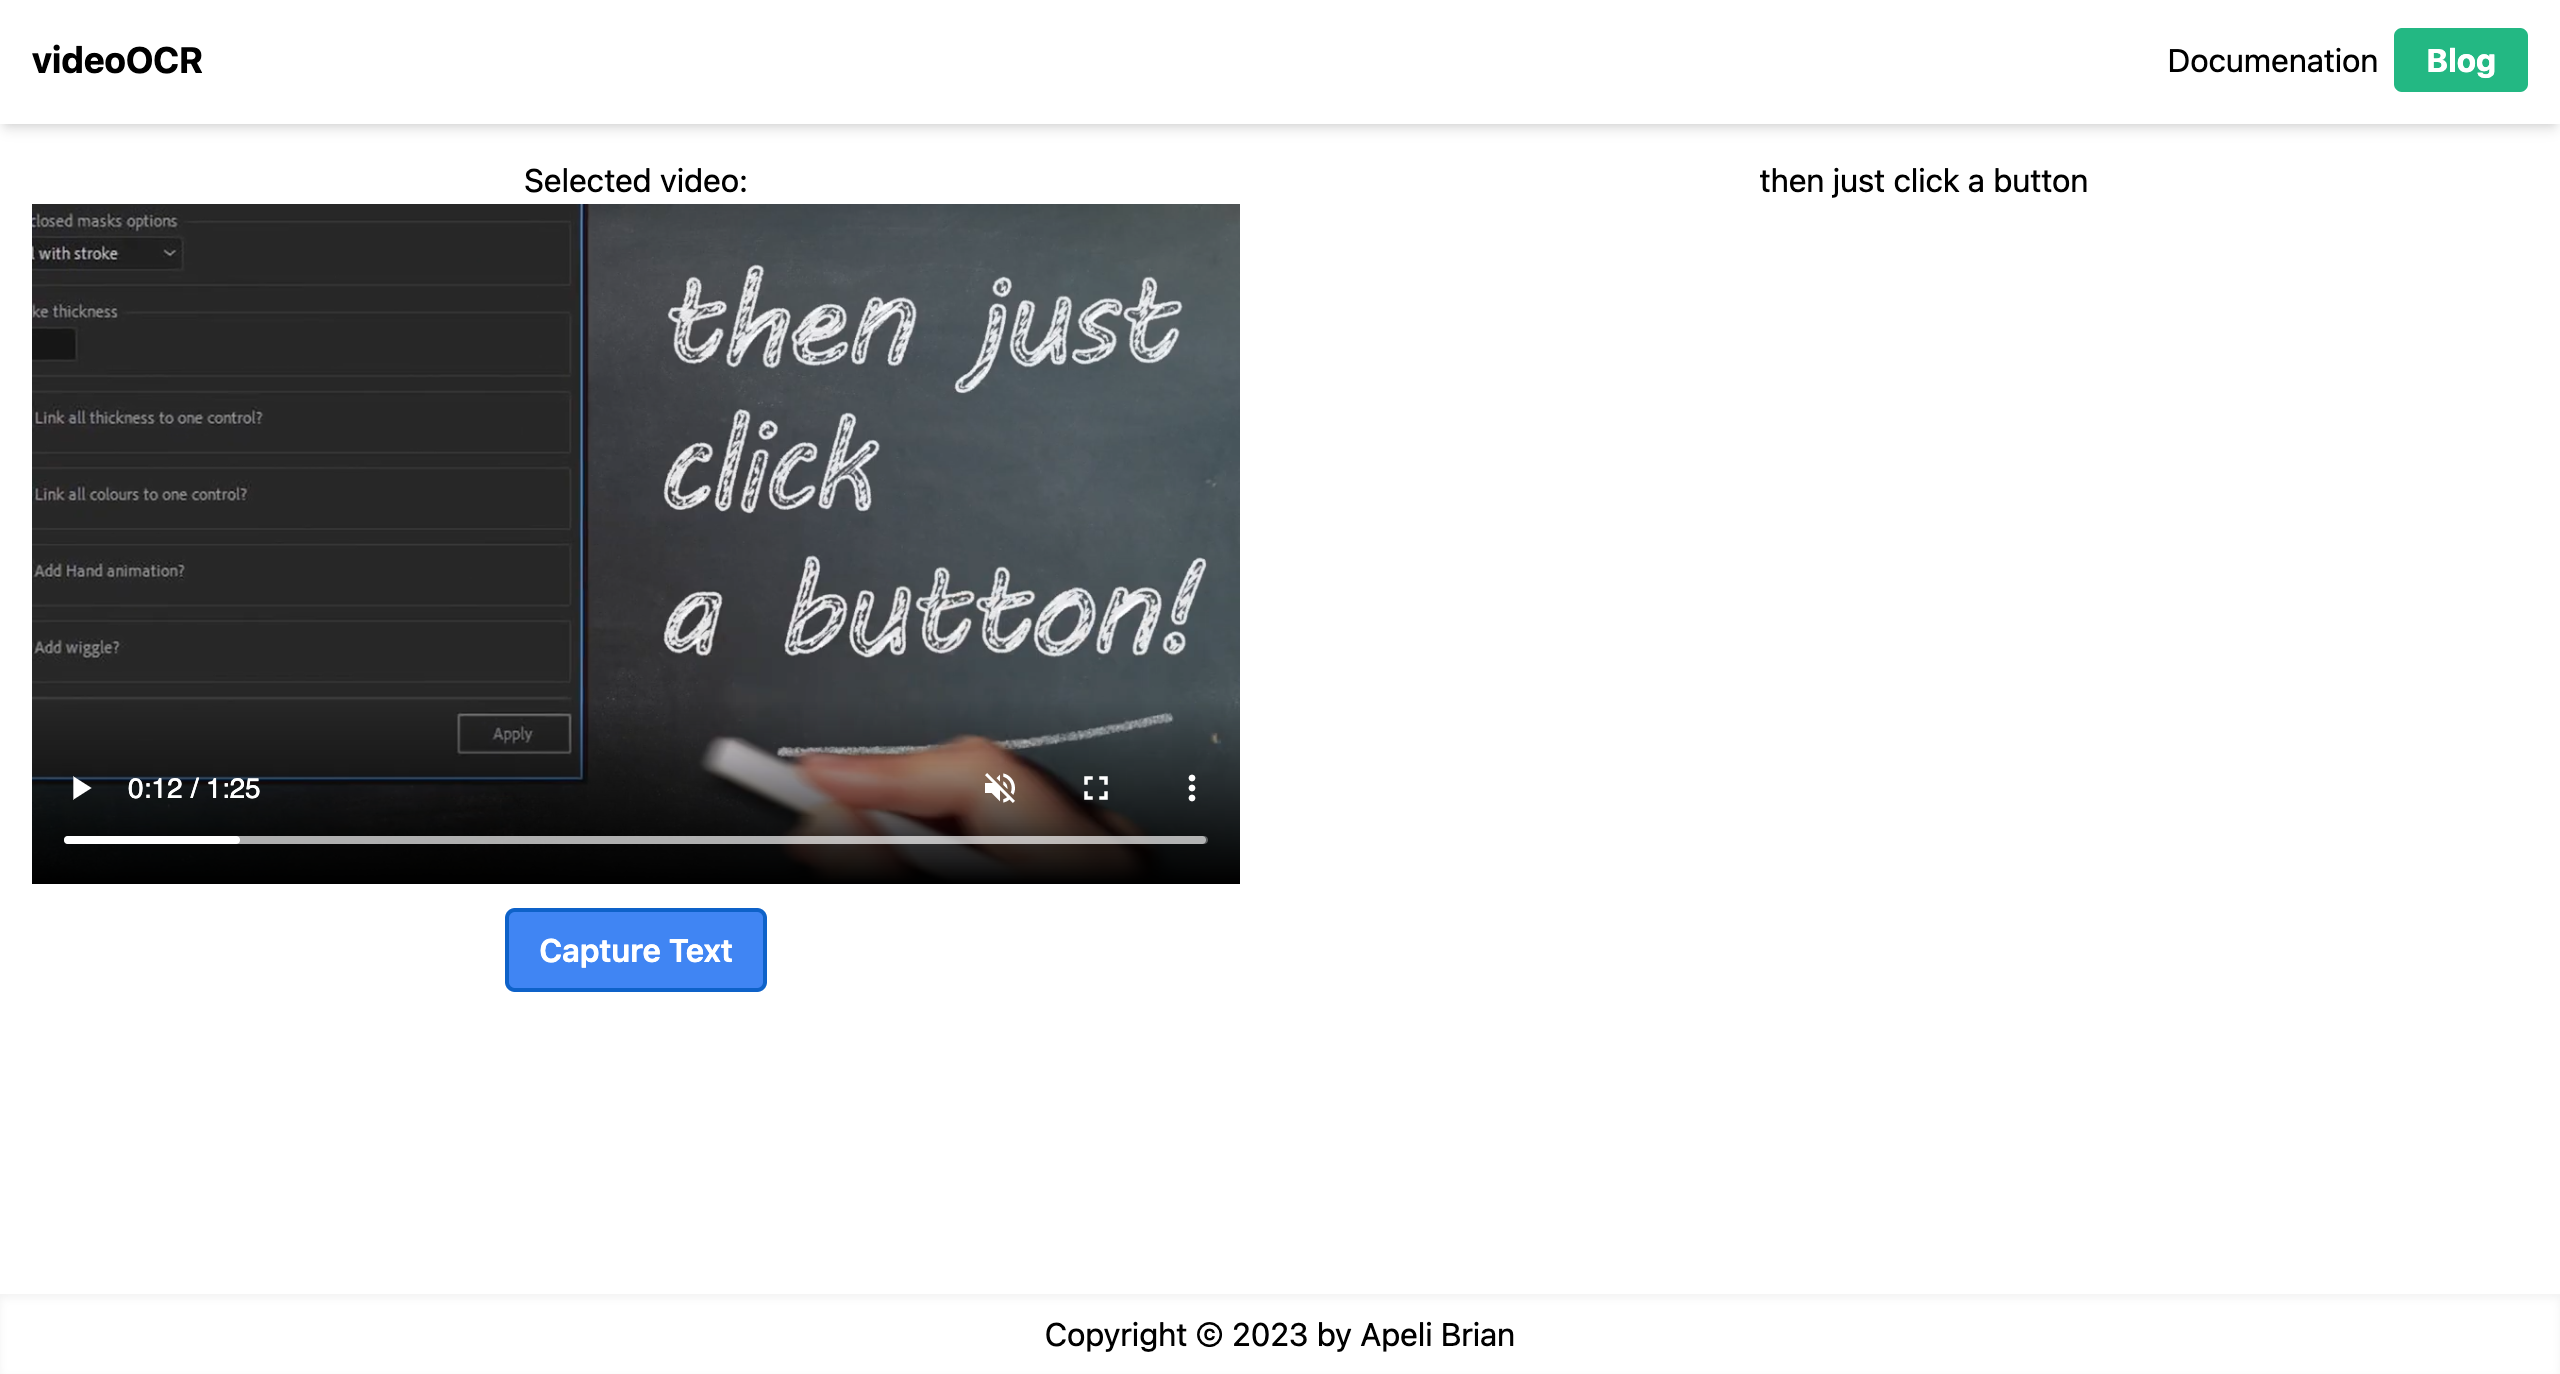 videoOCR
Documenation
Blog
Selected video:
closed masks options
with stroke
thickness
Link all thickness to one control?
Link all colours to one control?
Add Hand animation?
Add wiggle?
Apply
then just
click
a button!
0:12 / 1:25
Capture Text
then just click a button
Copyright © 2023 by Apeli Brian